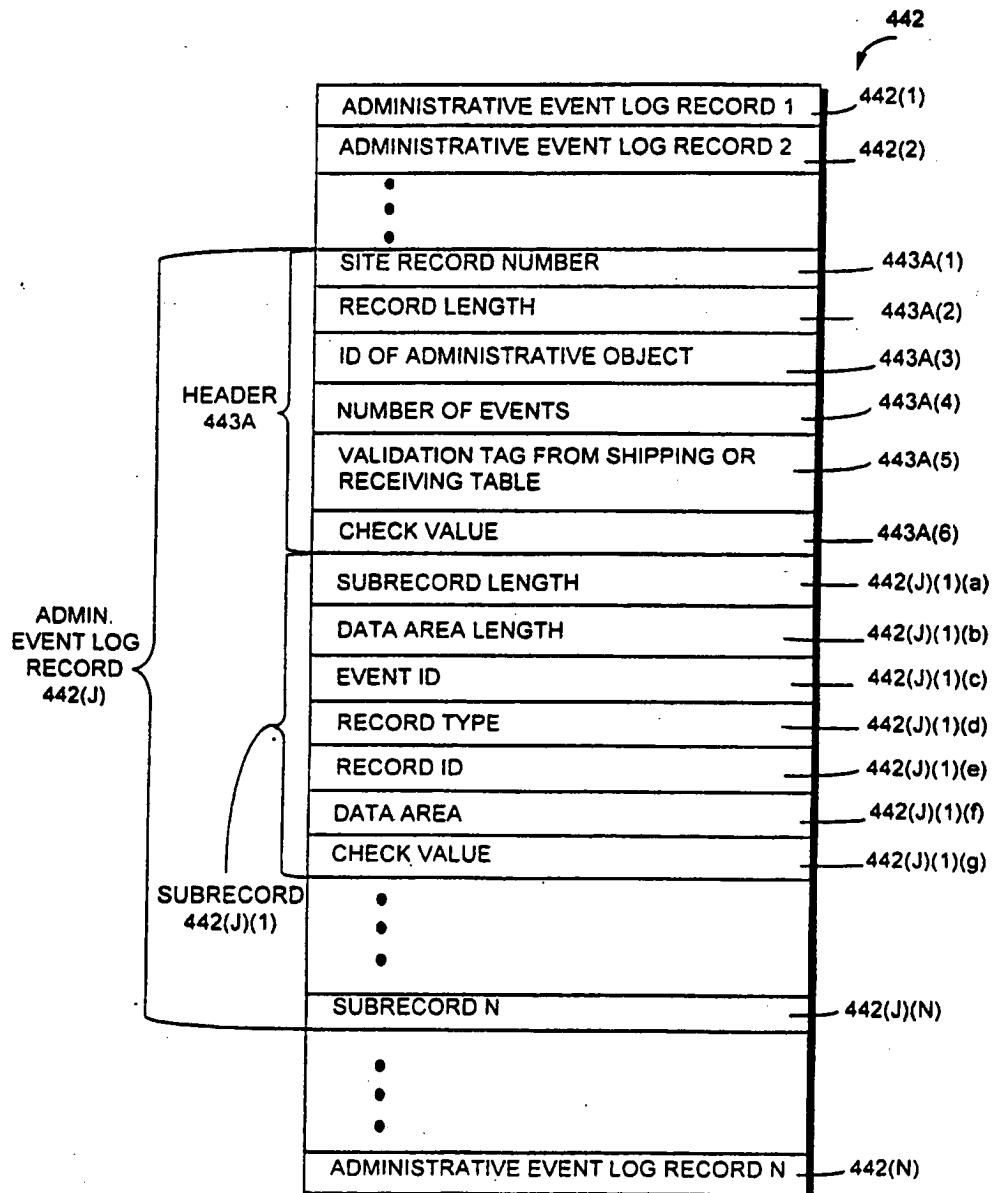 442
ADMINISTRATIVE EVENT LOG RECORD 1
442(1)
ADMINISTRATIVE EVENT LOG RECORD 2
442(2)
SITE RECORD NUMBER
443A(1)
RECORD LENGTH
443A(2)
ID OF ADMINISTRATIVE OBJECT
443A(3)
HEADER
443A
NUMBER OF EVENTS
443A(4)
VALIDATION TAG FROM SHIPPING OR
RECEIVING TABLE
443A(5)
CHECK VALUE
443A(6)
SUBRECORD LENGTH
442(J)(1)(a)
ADMIN.
EVENT LOG
RECORD
442(J)
DATA AREA LENGTH
442(J)(1)(b)
EVENT ID
442(J)(1)(c)
RECORD TYPE
442(J)(1)(d)
RECORD ID
442(J)(1)(e)
DATA AREA
442(J)(1)(f)
CHECK VALUE
442(J)(1)(g)
SUBRECORD
442(J)(1)
SUBRECORD N
442(J)(N)
ADMINISTRATIVE EVENT LOG RECORD N
442(N)